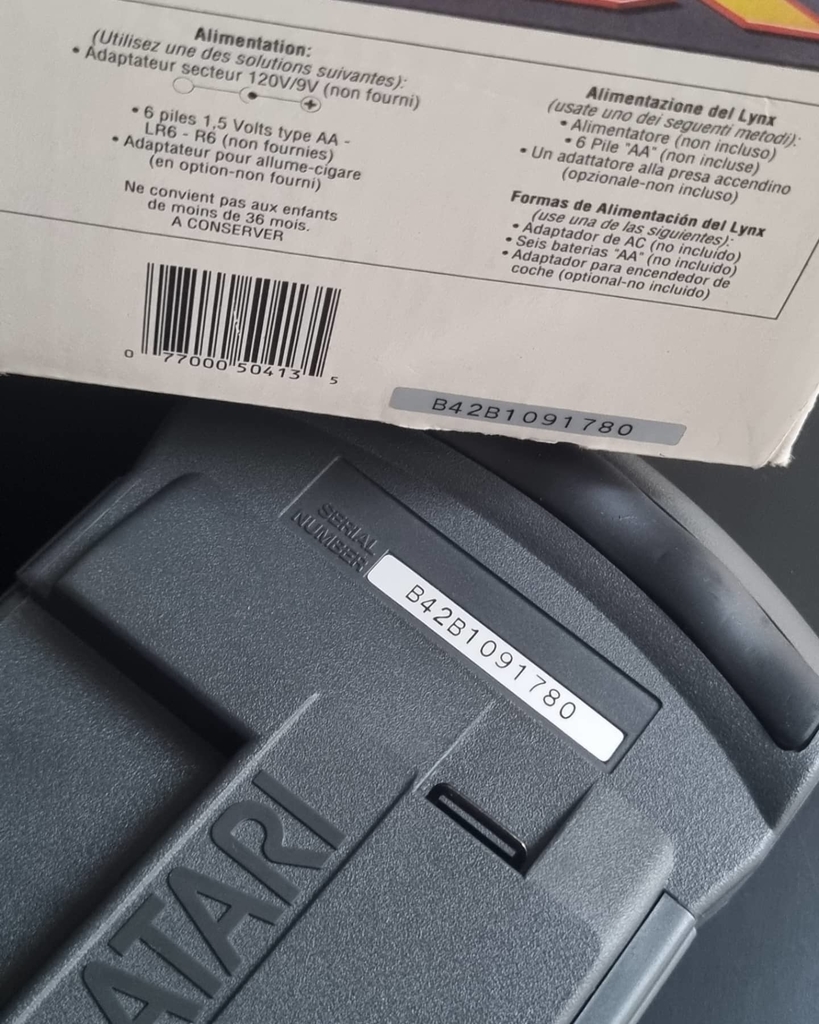 Alimentation:
(Utilisez une des solutions suivantes):
• Adaptateur secteur 120V/9V (non fourni)
• 6 piles 1,5 Volts type AA -
LR6 - R6 (non fournies)
• Adaptateur pour allume-cigare
(en option-non fourni)
Ne convient pas aux enfants
de moins de 36 mois.
A CONSERVER
Alimentazione del Lynx
(usate uno dei seguenti metodi):
• Alimentatore (non incluso)
• 6 Pile "AA" (non incluse)
• Un adattatore alla presa accendino
(opzionale-non incluso)
Formas de Alimentación del Lynx
(use una de las siguientes):
• Adaptador de AC (no incluído)
• Seis baterias "AA" (no incluído)
• Adaptador para encendedor de
coche (optional-no incluído)
0 77000 50413 5
B42B1091780
SERIAL
NUMBER
B42B1091780
ATARI